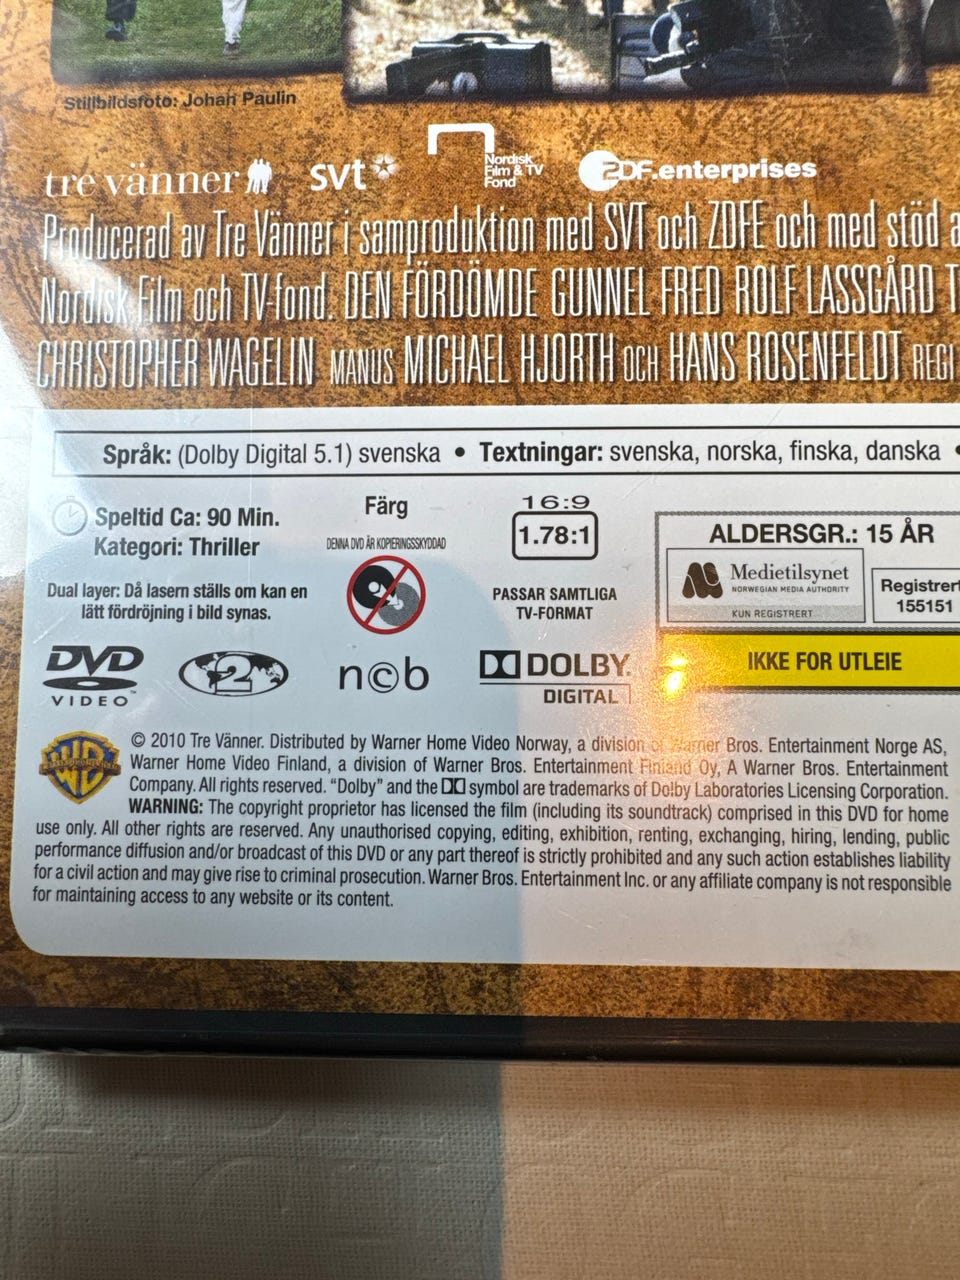 Stillbildsfoto: Johan Paulin
tre vänner svt Nordisk Film & TV Fond ZDF.enterprises
Producerad av Tre Vänner i samproduktion med SVT och ZDFE och med stöd
Nordisk Film och TV-fond. DEN FÖRDÖMDE GUNNEL FRED ROLF LASSGÅRD
CHRISTOPHER WAGELIN MANUS MICHAEL HJORTH OCH HANS ROSENFELDT REGI
Språk: (Dolby Digital 5.1) svenska • Textningar: svenska, norska, finska, danska •
Speltid Ca: 90 Min.
Kategori: Thriller
Dual layer: Då lasern ställs om kan en
lätt fördröjning i bild synas.
Färg
DENNA DVD ÄR KOPIERINGSSKYDDAD
16:9
1.78:1
PASSAR SAMTLIGA
TV-FORMAT
ALDERSGR.: 15 ÅR
Medietilsynet
NORWEGIAN MEDIA AUTHORITY
KUN REGISTRERT
Registrert
155151
IKKE FOR UTLEIE
DVD
VIDEO™
2
n©b
DOLBY.
DIGITAL
WB
© 2010 Tre Vänner. Distributed by Warner Home Video Norway, a division of Warner Bros. Entertainment Norge AS,
Warner Home Video Finland, a division of Warner Bros. Entertainment Finland Oy, A Warner Bros. Entertainment
Company. All rights reserved. “Dolby” and the symbol are trademarks of Dolby Laboratories Licensing Corporation.
WARNING: The copyright proprietor has licensed the film (including its soundtrack) comprised in this DVD for home
use only. All other rights are reserved. Any unauthorised copying, editing, exhibition, renting, exchanging, hiring, lending, public
performance diffusion and/or broadcast of this DVD or any part thereof is strictly prohibited and any such action establishes liability
for a civil action and may give rise to criminal prosecution. Warner Bros. Entertainment Inc. or any affiliate company is not responsible
for maintaining access to any website or its content.